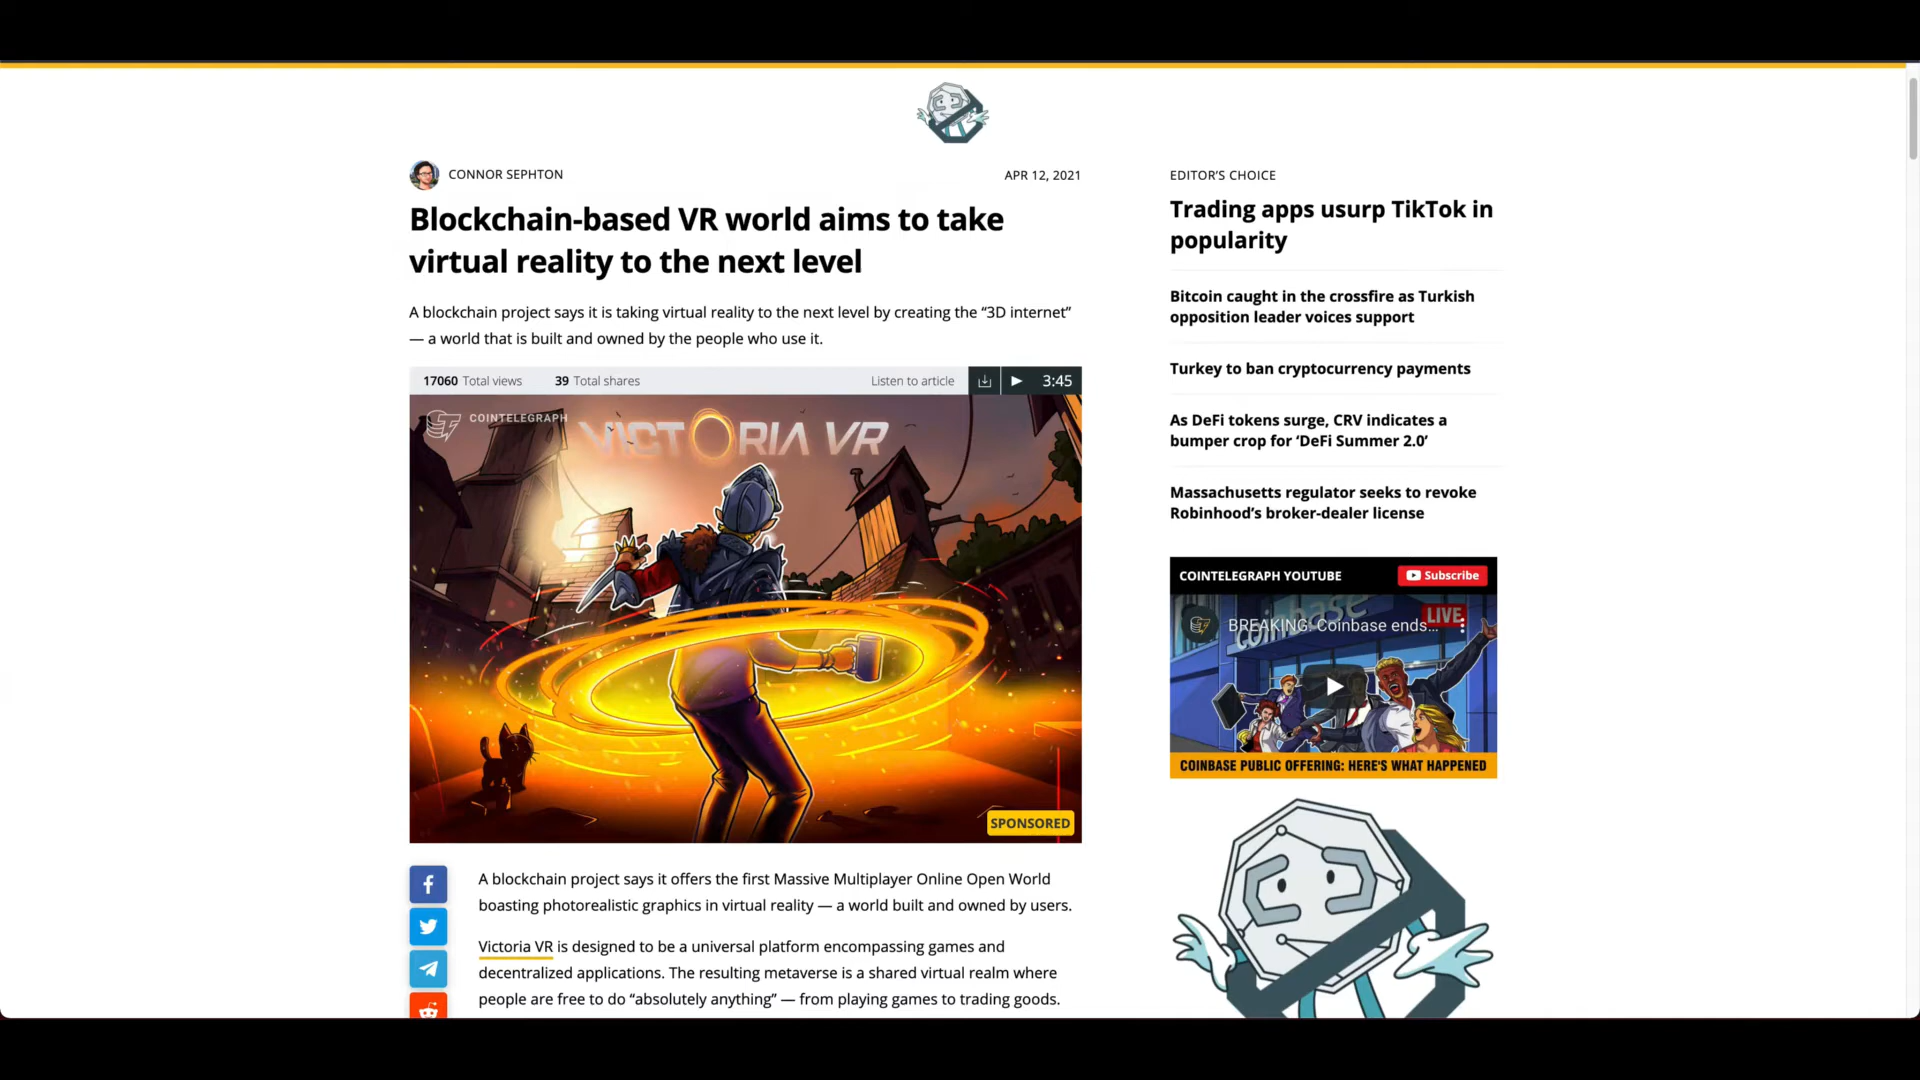 CONNOR SEPHTON
APR 12, 2021
Blockchain-based VR world aims to take
virtual reality to the next level
A blockchain project says it is taking virtual reality to the next level by creating the “3D internet”
— a world that is built and owned by the people who use it.
17060 Total views 39 Total shares
Listen to article 3:45
COINTELEGRAPH
VICTORIA VR
SPONSORED
A blockchain project says it offers the first Massive Multiplayer Online Open World
boasting photorealistic graphics in virtual reality — a world built and owned by users.
Victoria VR is designed to be a universal platform encompassing games and
decentralized applications. The resulting metaverse is a shared virtual realm where
people are free to do “absolutely anything” — from playing games to trading goods.
EDITOR’S CHOICE
Trading apps usurp TikTok in
popularity
Bitcoin caught in the crossfire as Turkish
opposition leader voices support
Turkey to ban cryptocurrency payments
As DeFi tokens surge, CRV indicates a
bumper crop for ‘DeFi Summer 2.0’
Massachusetts regulator seeks to revoke
Robinhood’s broker-dealer license
COINTELEGRAPH YOUTUBE
Subscribe
coinbase
LIVE
BREAKING: Coinbase ends...
COINBASE PUBLIC OFFERING: HERE'S WHAT HAPPENED